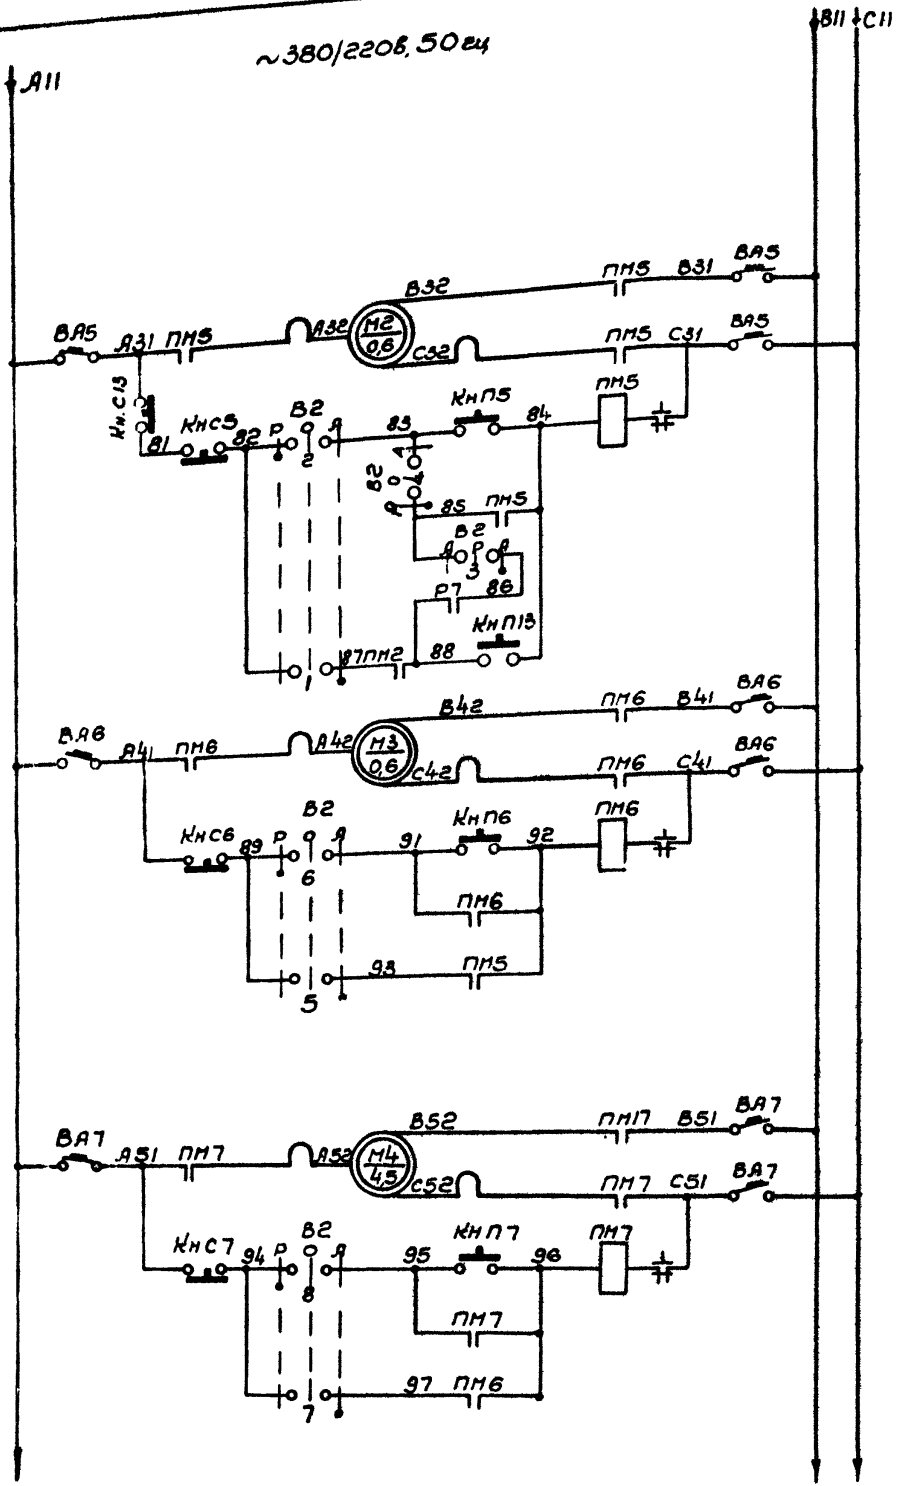 В11 С11
~380/220в, 50гц
А11
ВА5
ПМ5 В31
В32
ВА5
ВА5 А31 ПМ5 А32 М2 0,6
С32 ПМ5 С31
Кн.С13
ПМ5
81 КнС5 82 Р В2 А 83 КнП5 84
2
В2 А 0 4 Р
85 ПМ5
В2
А Р А
3
Р7 86
КнП13
87 ПМ2 88
1
ВА6
В42 ПМ6 В41
ВА6 А41 ПМ6 А42 М3 0,6
ВА6
С42 ПМ6 С41
В2 КнП6 ПМ6
КнС6 89 Р А 91 92
6
ПМ6
93 ПМ5
5
ВА7
В52 ПМ17 В51
ВА7 А51 ПМ7 А52 М4 4,5
ВА7
С52 ПМ7 С51
В2 КнП7 ПМ7
КнС7 94 Р А 95 96
8
ПМ7
97 ПМ6
7